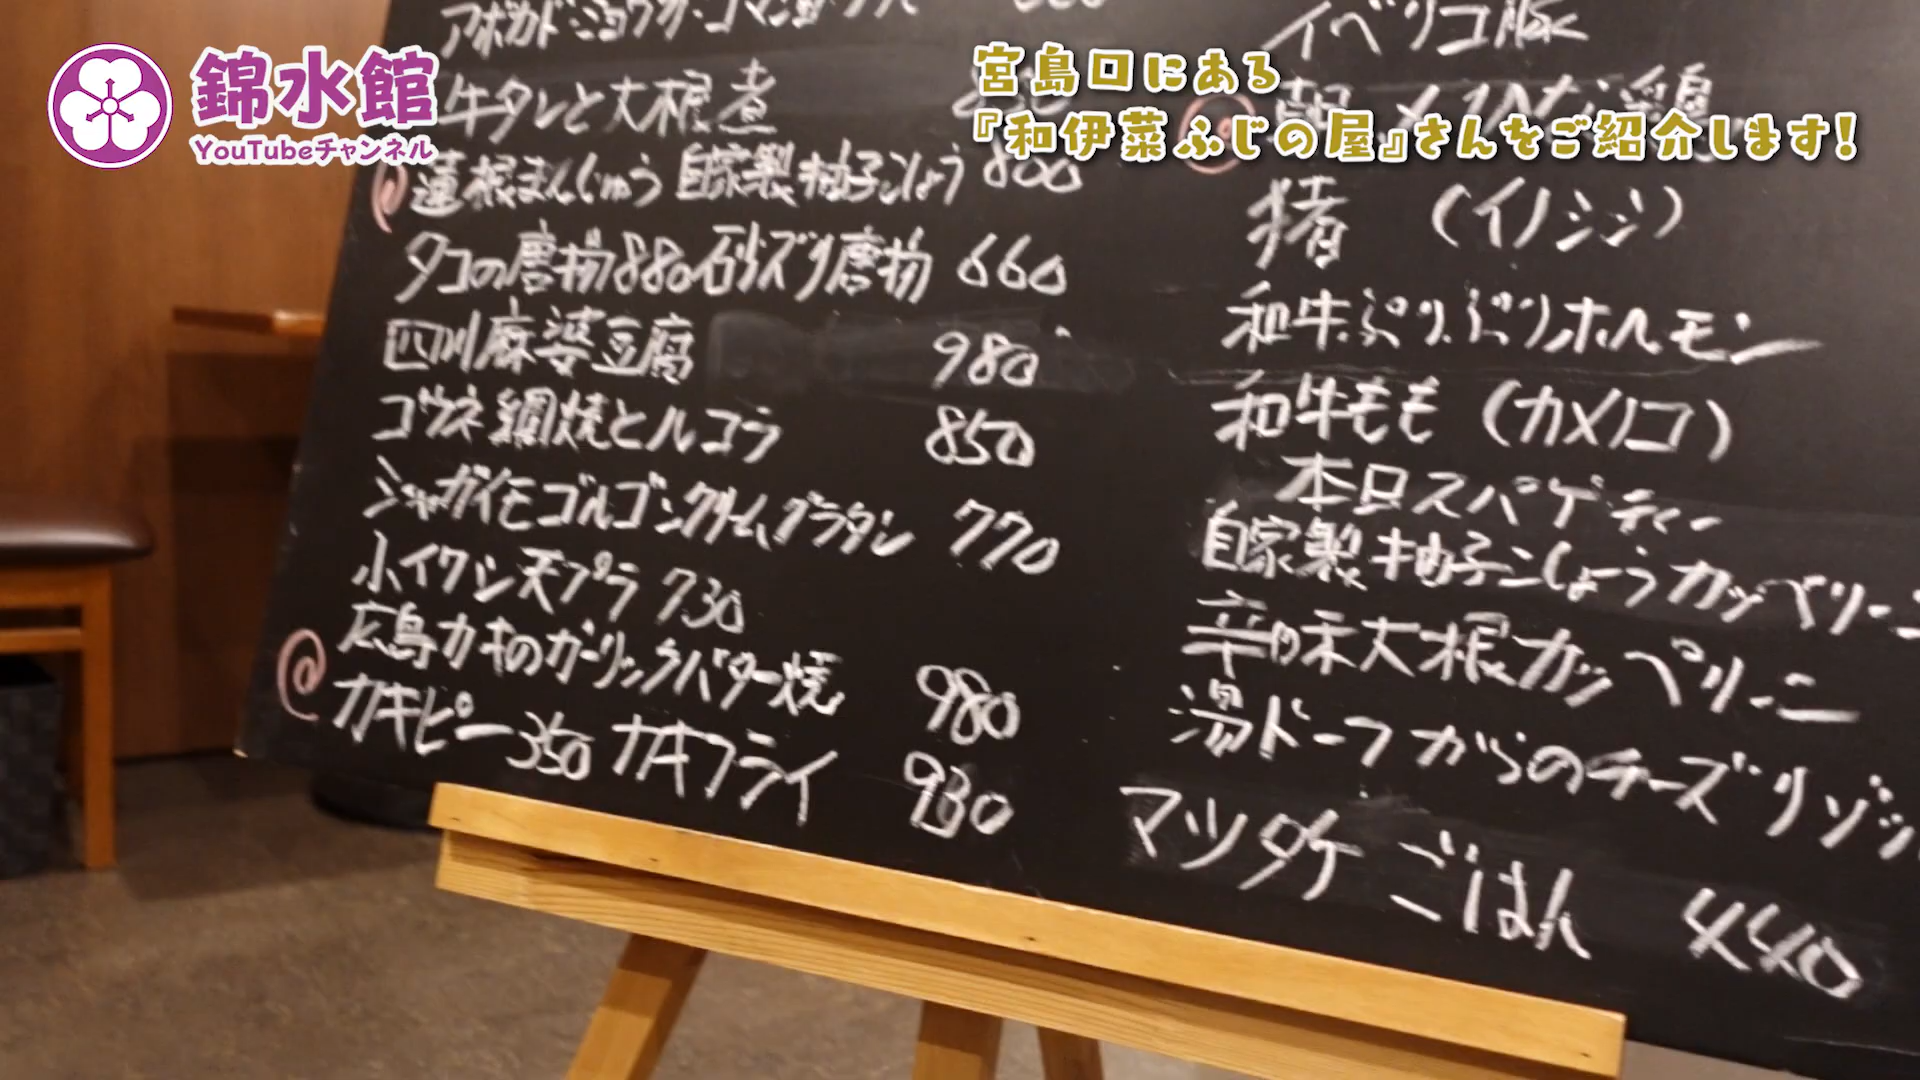 錦水館
YouTubeチャンネル
宮島口にある
『和伊菜ふじの屋』さんをご紹介します!
牛タンと大根煮
蓮根まんじゅう 自家製柚子こしょう 800
タコの唐揚 880 砂ズリ唐揚 660
四川麻婆豆腐 980
ゴウネ網焼とルコラ 850
ジャガイモゴルゴンクリームグラタン 770
小イワシ天プラ 730
広島カキのガーリックバター焼 980
カキピー 350 カキフライ 930
イベリコ豚
猪 (イノシシ)
和牛ぷりぷりホルモン
和牛もも (カメノコ)
本日スパゲティー
自家製柚子こしょうカッペリーニ
辛味大根カッペリーニ
湯ドーフからのチーズリゾッ
マツタケごはん 440